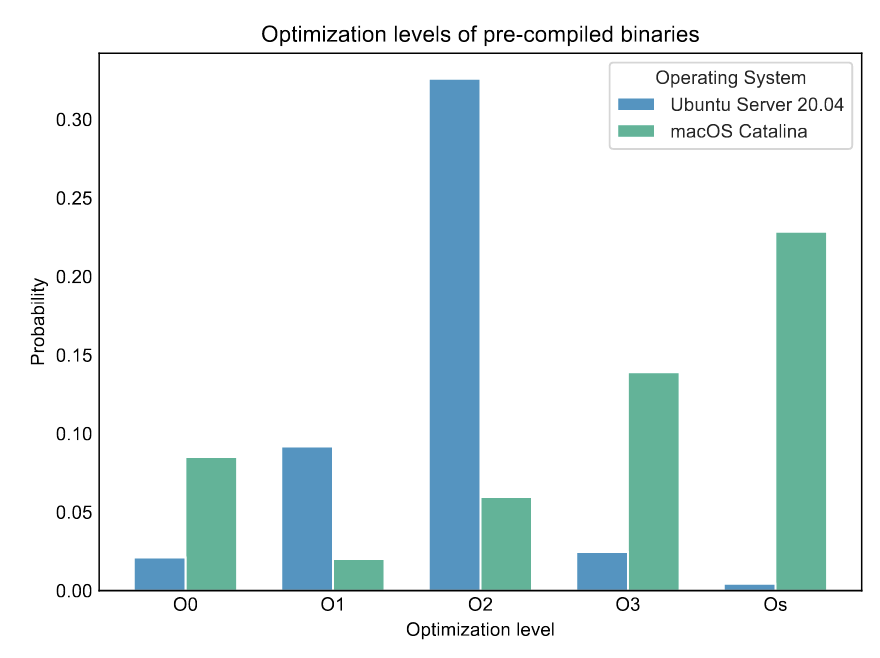 Optimization levels of pre-compiled binaries
Operating System
Ubuntu Server 20.04
macOS Catalina
Probability
0.30
0.25
0.20
0.15
0.10
0.05
0.00
O0 O1 O2 O3 Os
Optimization level